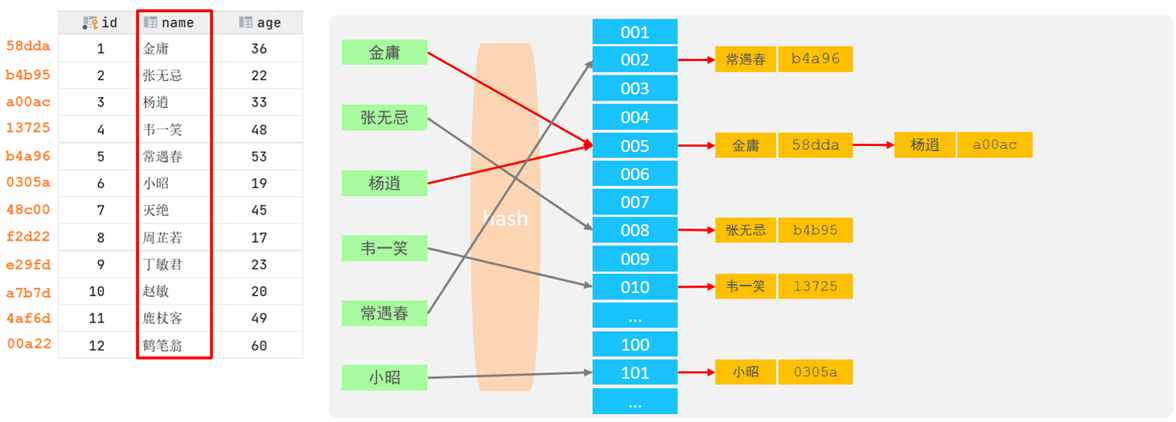 id name age
58dda 1 金庸 36
b4b95 2 张无忌 22
a00ac 3 杨逍 33
13725 4 韦一笑 48
b4a96 5 常遇春 53
0305a 6 小昭 19
48c00 7 灭绝 45
f2d22 8 周芷若 17
e29fd 9 丁敏君 23
a7b7d 10 赵敏 20
4af6d 11 鹿杖客 49
00a22 12 鹤笔翁 60
金庸
张无忌
杨逍
韦一笑
常遇春
小昭
hash
001
002 常遇春 b4a96
003
004
005 金庸 58dda 杨逍 a00ac
006
007
008 张无忌 b4b95
009
010 韦一笑 13725
...
100
101 小昭 0305a
...